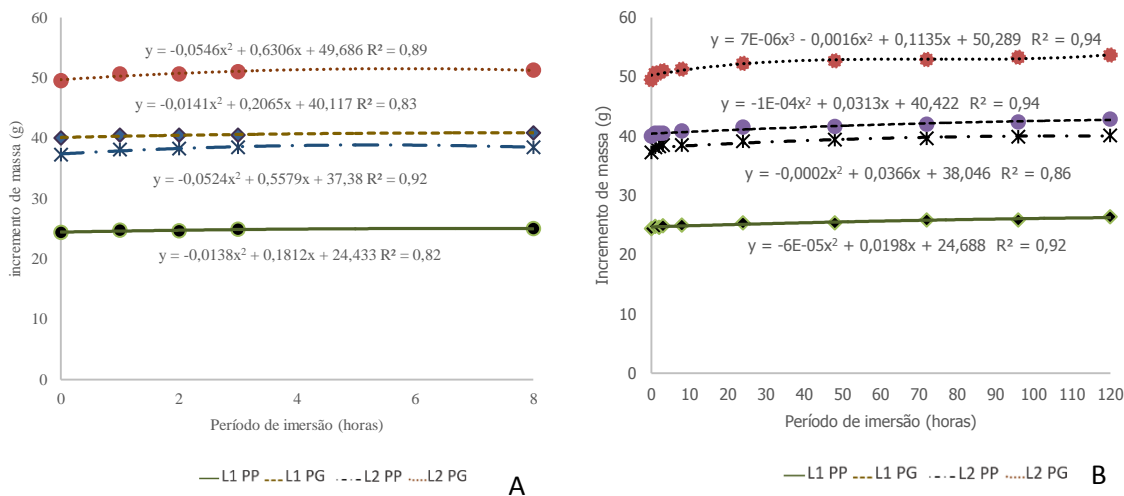 60
50
40
30
20
10
0
incremento de massa (g)
y = -0,0546x² + 0,6306x + 49,686 R² = 0,89
y = -0,0141x² + 0,2065x + 40,117 R² = 0,83
y = -0,0524x² + 0,5579x + 37,38 R² = 0,92
y = -0,0138x² + 0,1812x + 24,433 R² = 0,82
0 2 4 6 8
Período de imersão (horas)
L1 PP L1 PG L2 PP L2 PG
A
60
50
40
30
20
10
0
Incremento de massa (g)
y = 7E-06x³ - 0,0016x² + 0,1135x + 50,289 R² = 0,94
y = -1E-04x² + 0,0313x + 40,422 R² = 0,94
y = -0,0002x² + 0,0366x + 38,046 R² = 0,86
y = -6E-05x² + 0,0198x + 24,688 R² = 0,92
0 10 20 30 40 50 60 70 80 90 100 110 120
Período de imersão (horas)
L1 PP L1 PG L2 PP L2 PG
B